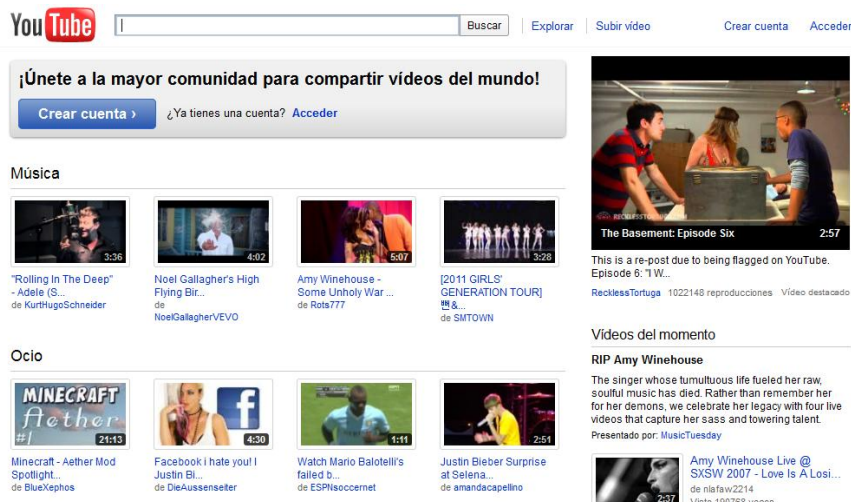 YouTube
Buscar
Explorar
Subir vídeo
Crear cuenta
Acceder
¡Únete a la mayor comunidad para compartir vídeos del mundo!
Crear cuenta ›
¿Ya tienes una cuenta? Acceder
Música
3:36
"Rolling In The Deep"
- Adele (S...
de KurtHugoSchneider
4:02
Noel Gallagher's High
Flying Bir...
de
NoelGallagherVEVO
5:07
Amy Winehouse -
Some Unholy War ...
de Rots777
3:28
[2011 GIRLS'
GENERATION TOUR]
&...
de SMTOWN
Ocio
MINECRAFT
Aether
#1
21:13
Minecraft - Aether Mod
Spotlight...
de BlueXephos
f
4:30
Facebook i hate you! I
Justin Bi...
de DieAussenseiter
1:11
Watch Mario Balotelli's
failed b...
de ESPNsoccernet
2:51
Justin Bieber Surprise
at Selena...
de amandacapellino
RECKLESSTORTUGA.COM
The Basement: Episode Six
2:57
This is a re-post due to being flagged on YouTube.
Episode 6: "I W...
RecklessTortuga 1022148 reproducciones Vídeo destacado
Vídeos del momento
RIP Amy Winehouse
The singer whose tumultuous life fueled her raw,
soulful music has died. Rather than remember her
for her demons, we celebrate her legacy with four live
videos that capture her sass and towering talent.
Presentado por: MusicTuesday
2:37
Amy Winehouse Live @
SXSW 2007 - Love Is A Losi...
de nlafaw2214